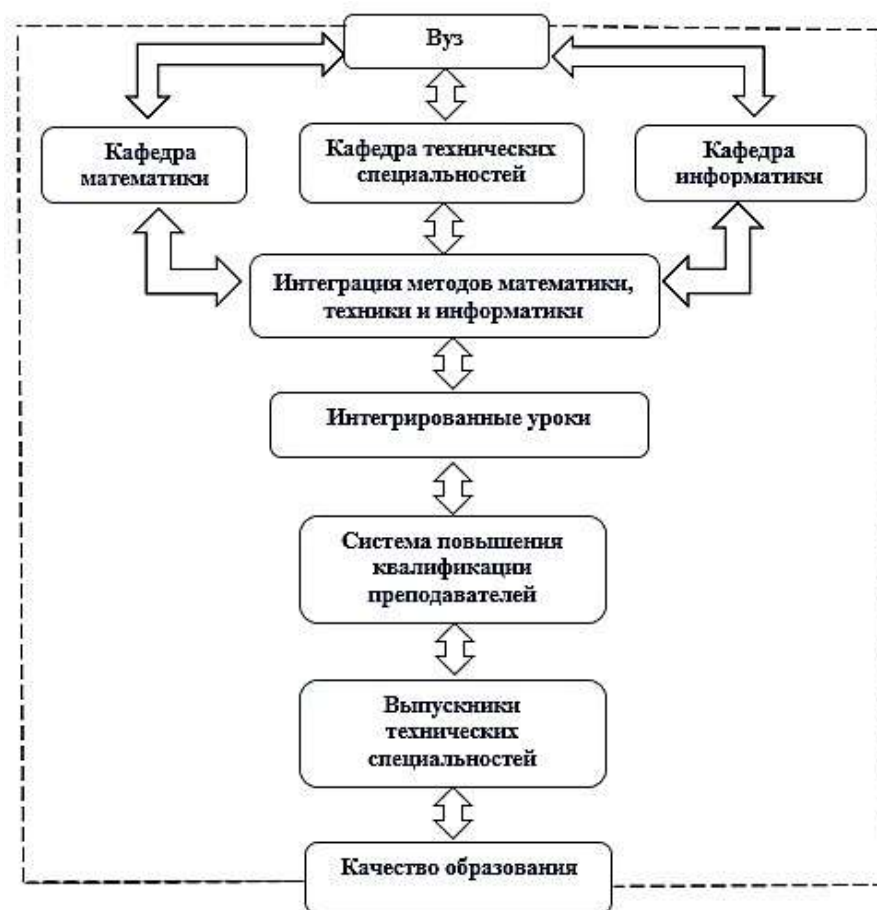 Вуз
Кафедра
математики
Кафедра технических
специальностей
Кафедра
информатики
Интеграция методов математики,
техники и информатики
Интегрированные уроки
Система повышения
квалификации
преподавателей
Выпускники
технических
специальностей
Качество образования